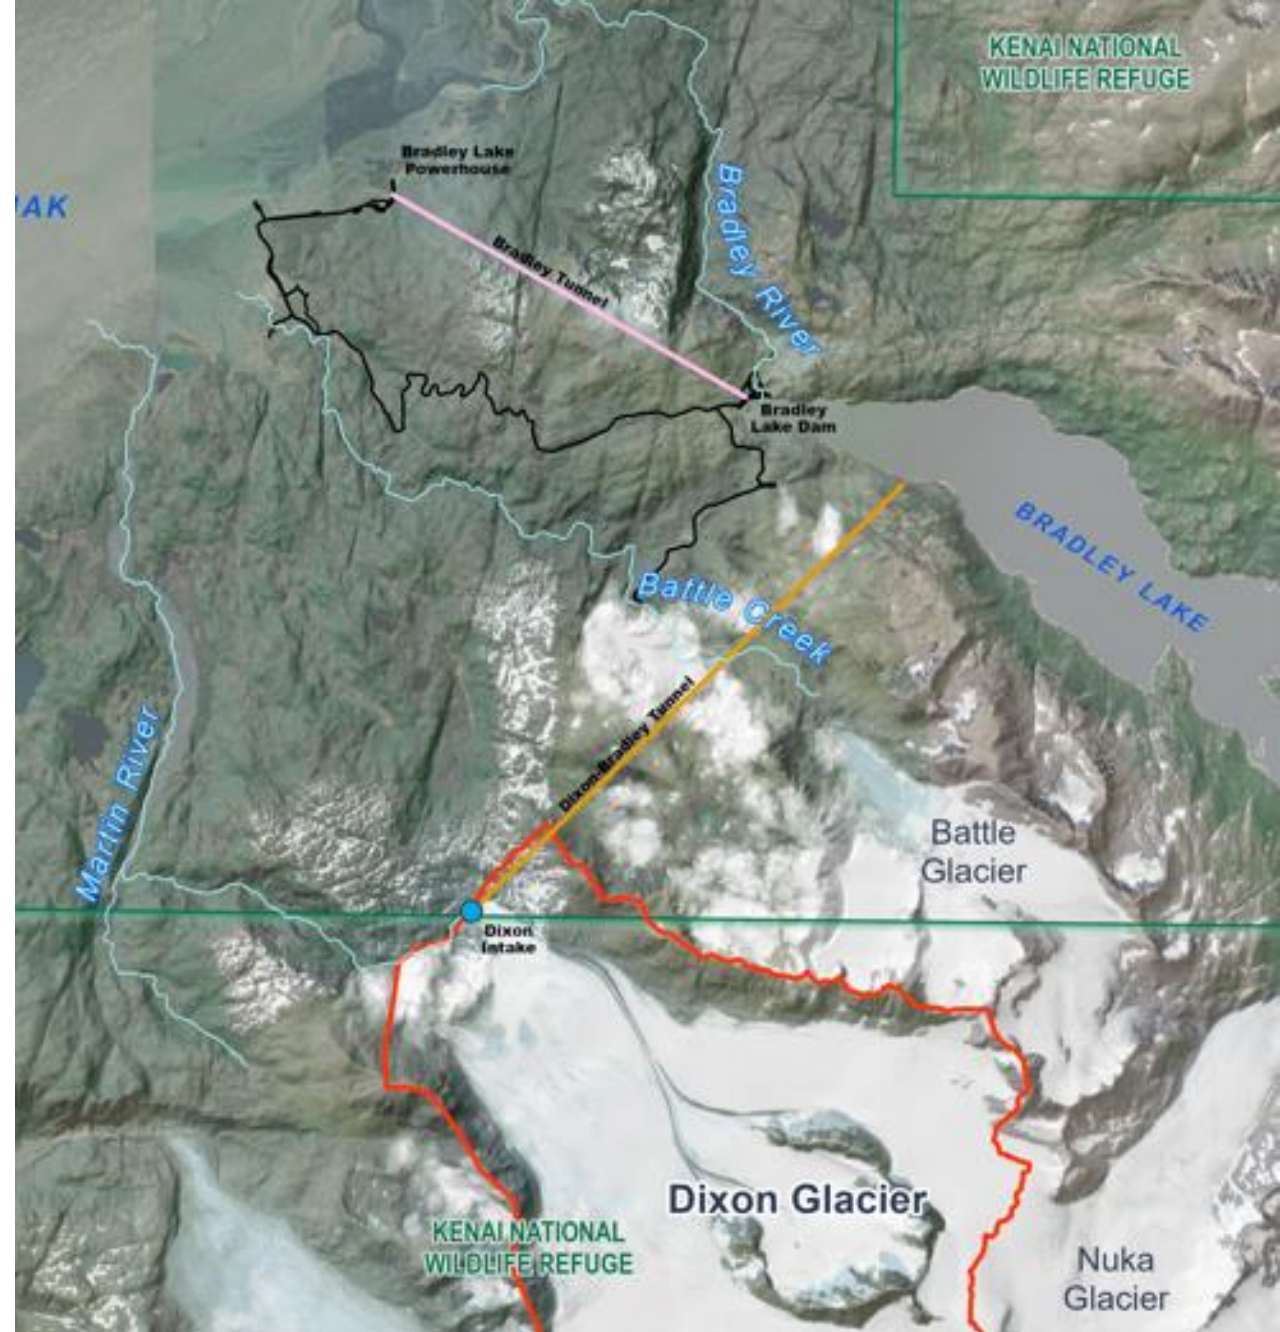 KENAI NATIONAL
WILDLIFE REFUGE
Bradley Lake
Powerhouse
AK
Bradley River
Bradley Tunnel
Bradley
Lake Dam
BRADLEY LAKE
Battle Creek
Dixon-Bradley Tunnel
Martin River
Battle
Glacier
Dixon
Intake
Dixon Glacier
KENAI NATIONAL
WILDLIFE REFUGE
Nuka
Glacier